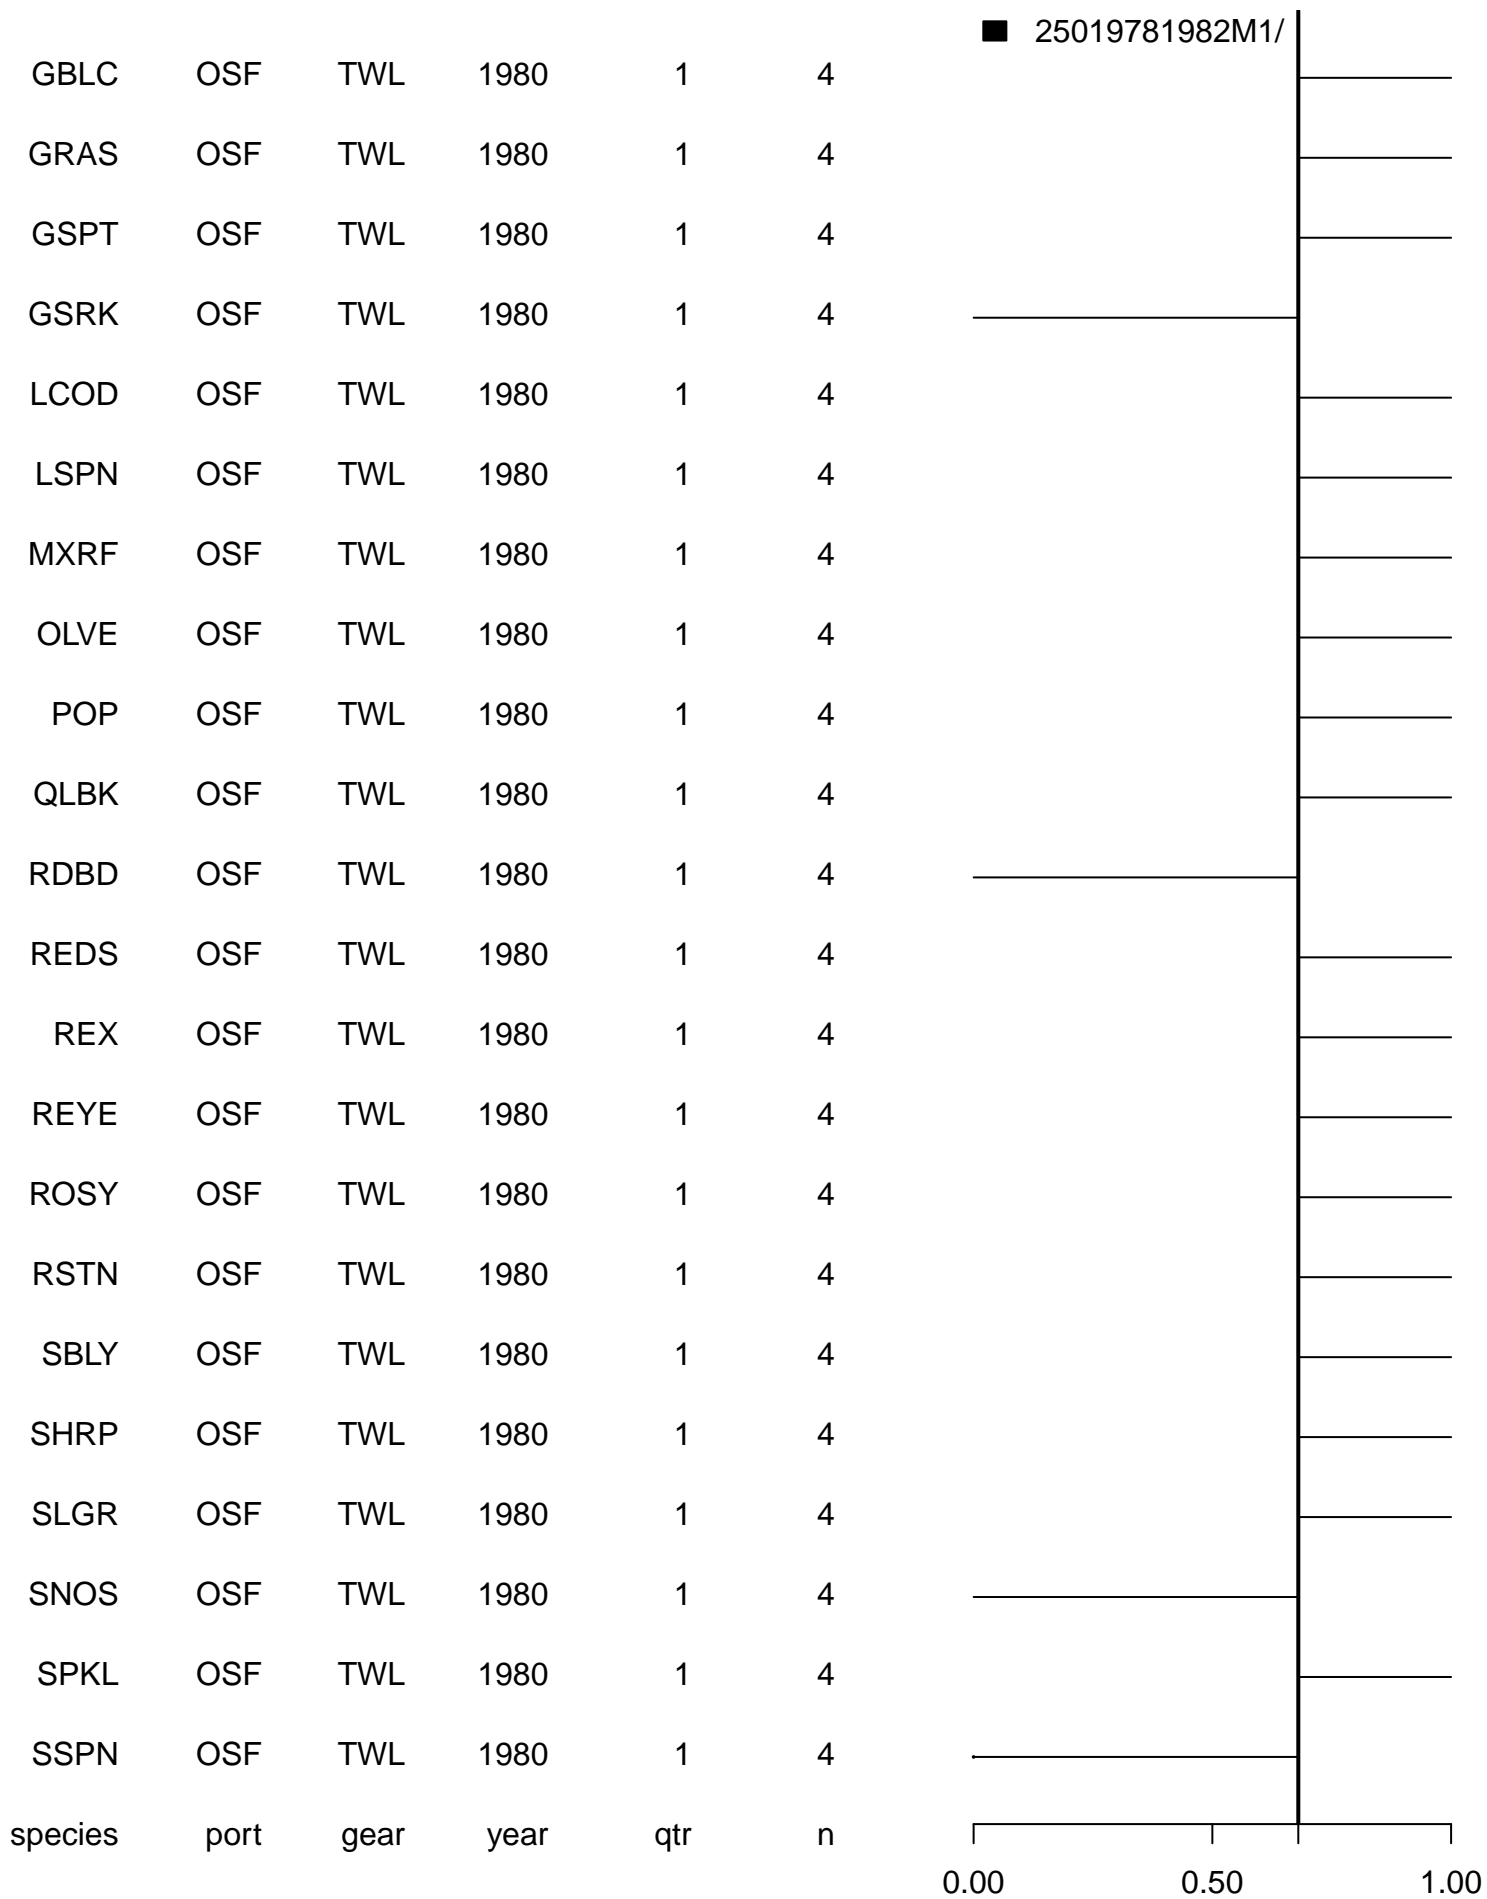 25019781982M1/
GBLC OSF TWL 1980 1 4
GRAS OSF TWL 1980 1 4
GSPT OSF TWL 1980 1 4
GSRK OSF TWL 1980 1 4
LCOD OSF TWL 1980 1 4
LSPN OSF TWL 1980 1 4
MXRF OSF TWL 1980 1 4
OLVE OSF TWL 1980 1 4
POP OSF TWL 1980 1 4
QLBK OSF TWL 1980 1 4
RDBD OSF TWL 1980 1 4
REDS OSF TWL 1980 1 4
REX OSF TWL 1980 1 4
REYE OSF TWL 1980 1 4
ROSY OSF TWL 1980 1 4
RSTN OSF TWL 1980 1 4
SBLY OSF TWL 1980 1 4
SHRP OSF TWL 1980 1 4
SLGR OSF TWL 1980 1 4
SNOS OSF TWL 1980 1 4
SPKL OSF TWL 1980 1 4
SSPN OSF TWL 1980 1 4
species port gear year qtr n
0.00 0.50 1.00